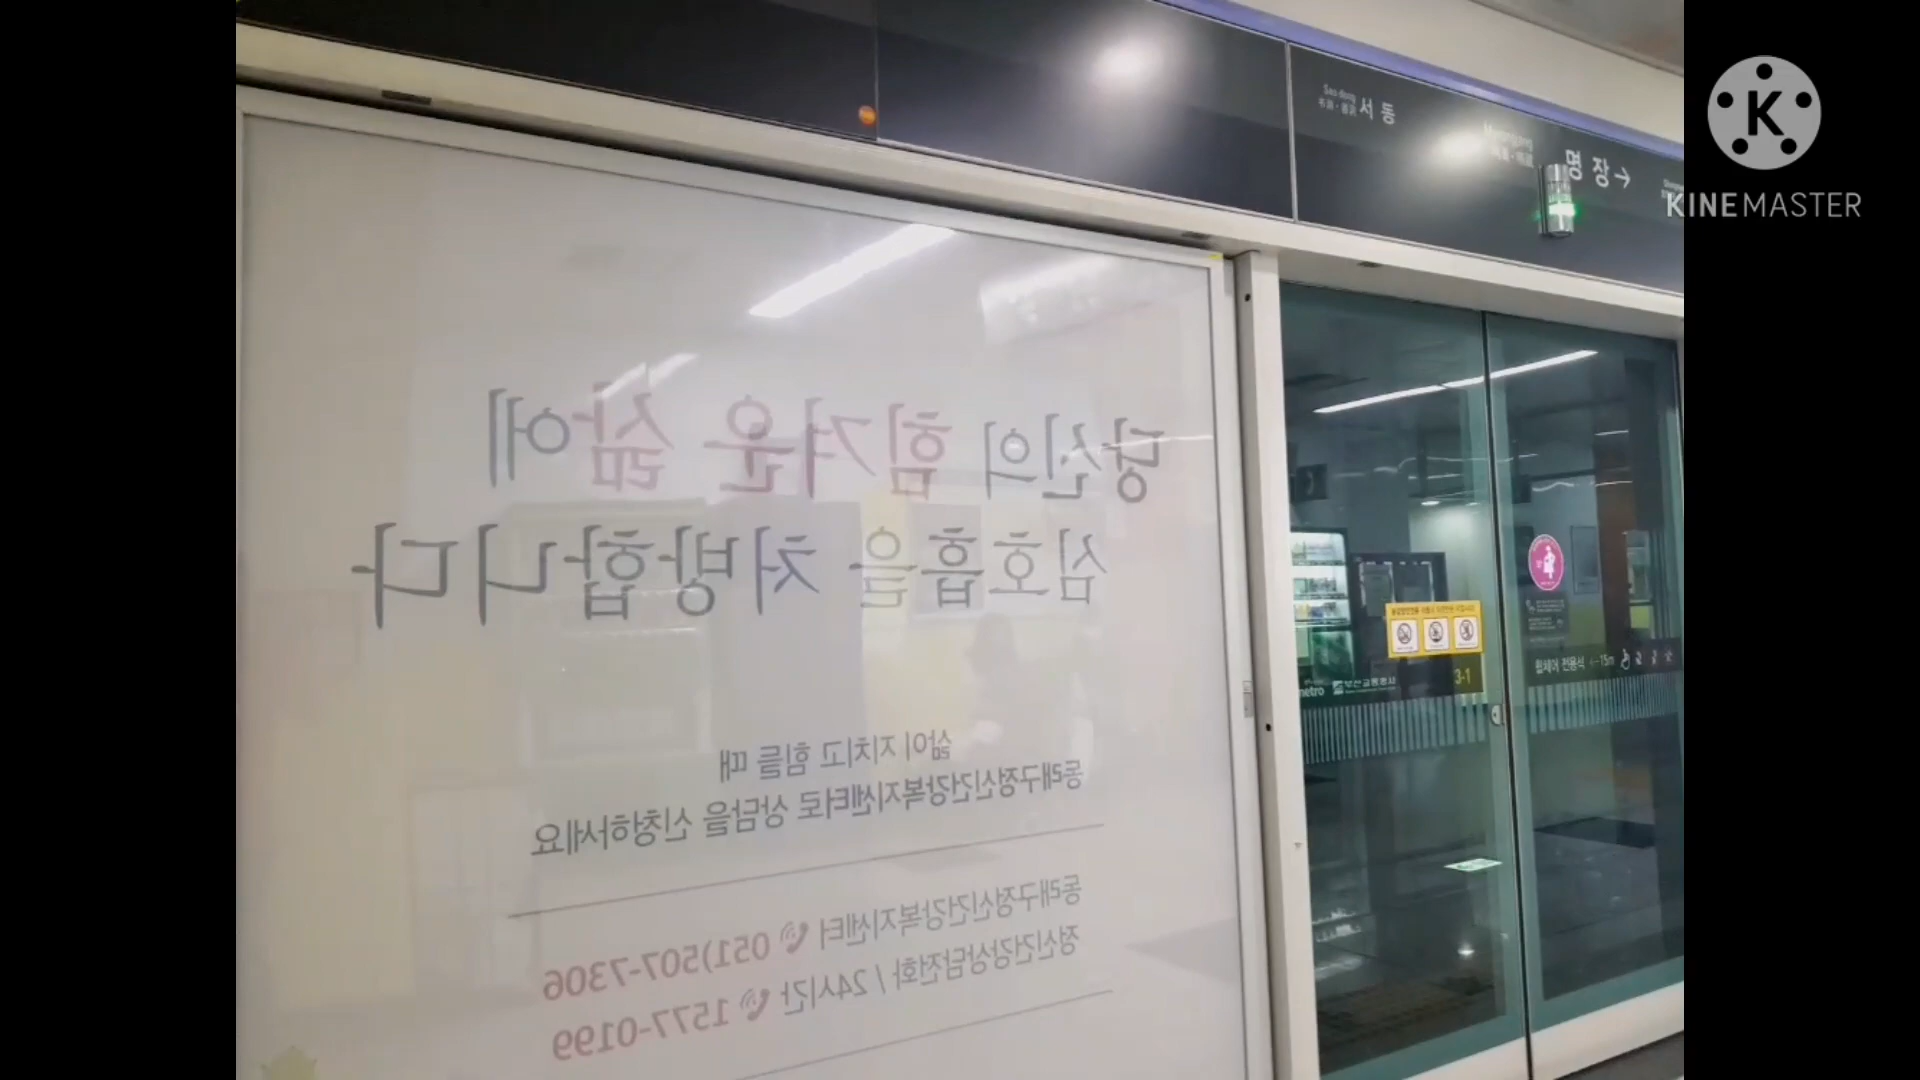 서동
Seo-dong
명장
KINEMASTER
당신의 힘겨운 삶에
심호흡을 처방합니다
삶이 지치고 힘들 때
동래구정신건강복지센터로 상담을 신청하세요
동래구정신건강복지센터 051)507-7306
정신건강상담전화 / 24시간 1577-0199
3-1
휠체어 전용석 ←15m